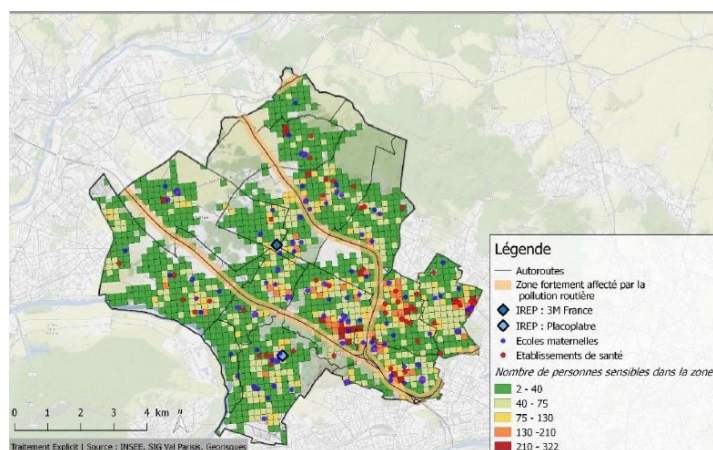 Légende
Autoroutes
Zone fortement affecté par la
pollution routière
IREP : 3M France
IREP : Placoplatre
Ecoles maternelles
Etablissements de santé
Nombre de personnes sensibles dans la zone
2 - 40
40 - 75
75 - 130
130 -210
210 - 322
0 1 2 3 4 km
Traitement Explicit | Source : INSEE, SIG Val Parisis, Georisques